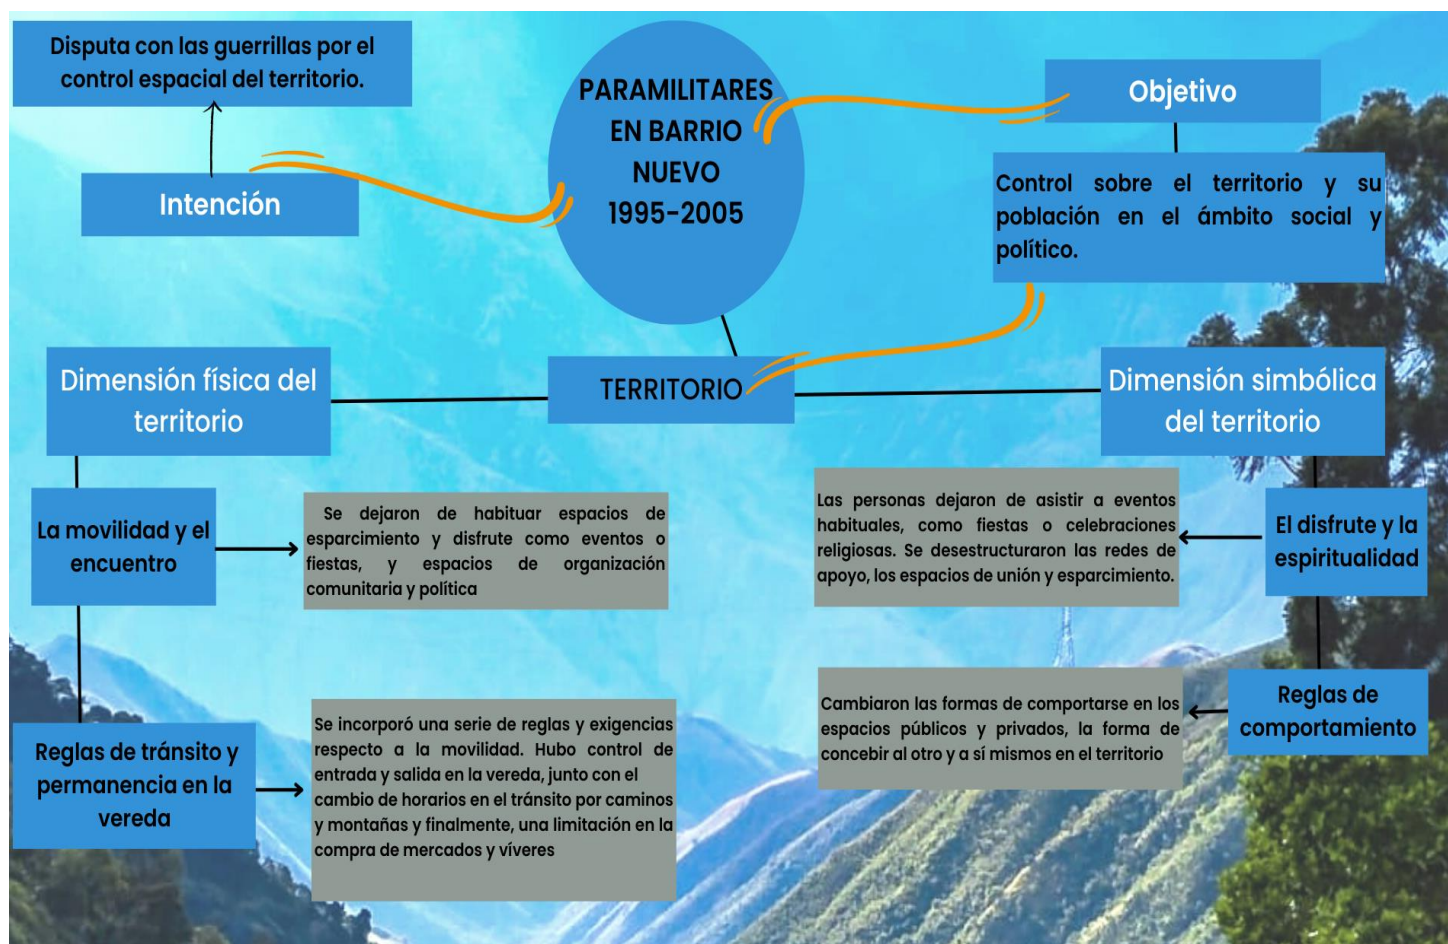 Disputa con las guerrillas por el
control espacial del territorio.
Intención
PARAMILITARES
EN BARRIO
NUEVO
1995-2005
Objetivo
Control sobre el territorio y su
población en el ámbito social y
político.
TERRITORIO
Dimensión física del
territorio
La movilidad y el
encuentro
Se dejaron de habituar espacios de
esparcimiento y disfrute como eventos o
fiestas, y espacios de organización
comunitaria y política
Reglas de tránsito y
permanencia en la
vereda
Se incorporó una serie de reglas y exigencias
respecto a la movilidad. Hubo control de
entrada y salida en la vereda, junto con el
cambio de horarios en el tránsito por caminos
y montañas y finalmente, una limitación en la
compra de mercados y víveres
Dimensión simbólica
del territorio
El disfrute y la
espiritualidad
Las personas dejaron de asistir a eventos
habituales, como fiestas o celebraciones
religiosas. Se desestructuraron las redes de
apoyo, los espacios de unión y esparcimiento.
Reglas de
comportamiento
Cambiaron las formas de comportarse en los
espacios públicos y privados, la forma de
concebir al otro y a sí mismos en el territorio